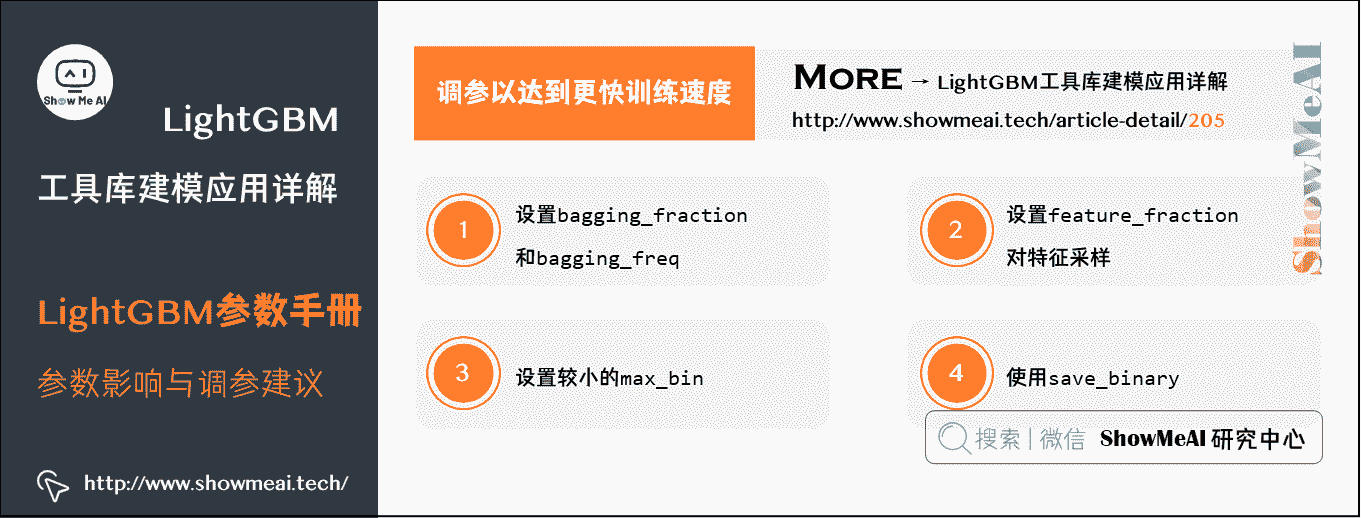 Show Me AI
LightGBM
工具库建模应用详解
LightGBM参数手册
参数影响与调参建议
http://www.showmeai.tech/
调参以达到更快训练速度
MORE → LightGBM工具库建模应用详解
http://www.showmeai.tech/article-detail/205
1
设置bagging_fraction
和bagging_freq
2
设置feature_fraction
对特征采样
3
设置较小的max_bin
4
使用save_binary
搜索 | 微信 ShowMeAI 研究中心
ShowMeAI